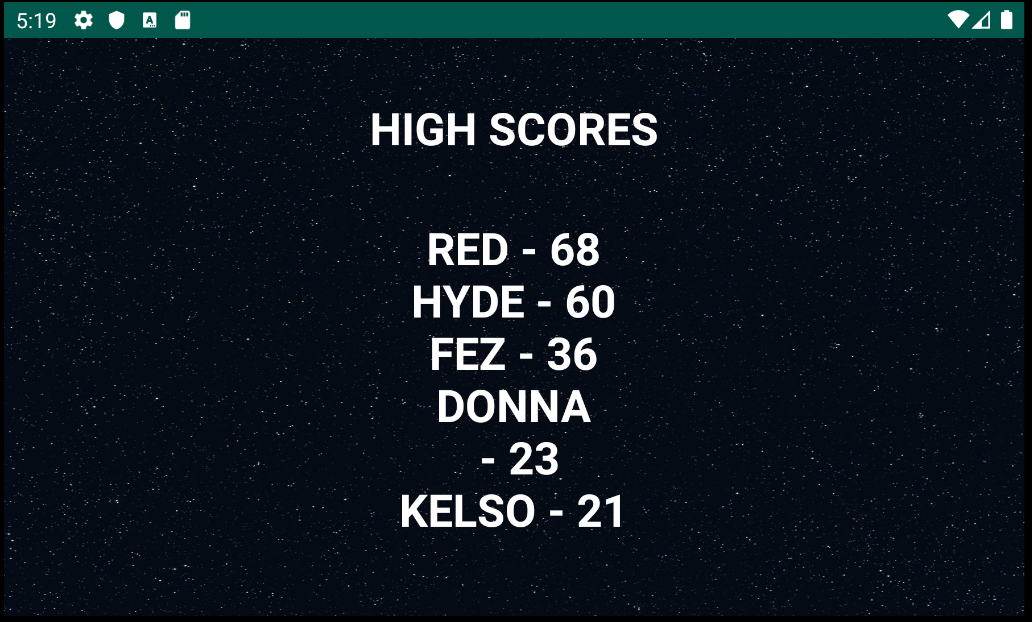 5:19
HIGH SCORES
RED - 68
HYDE - 60
FEZ - 36
DONNA
- 23
KELSO - 21